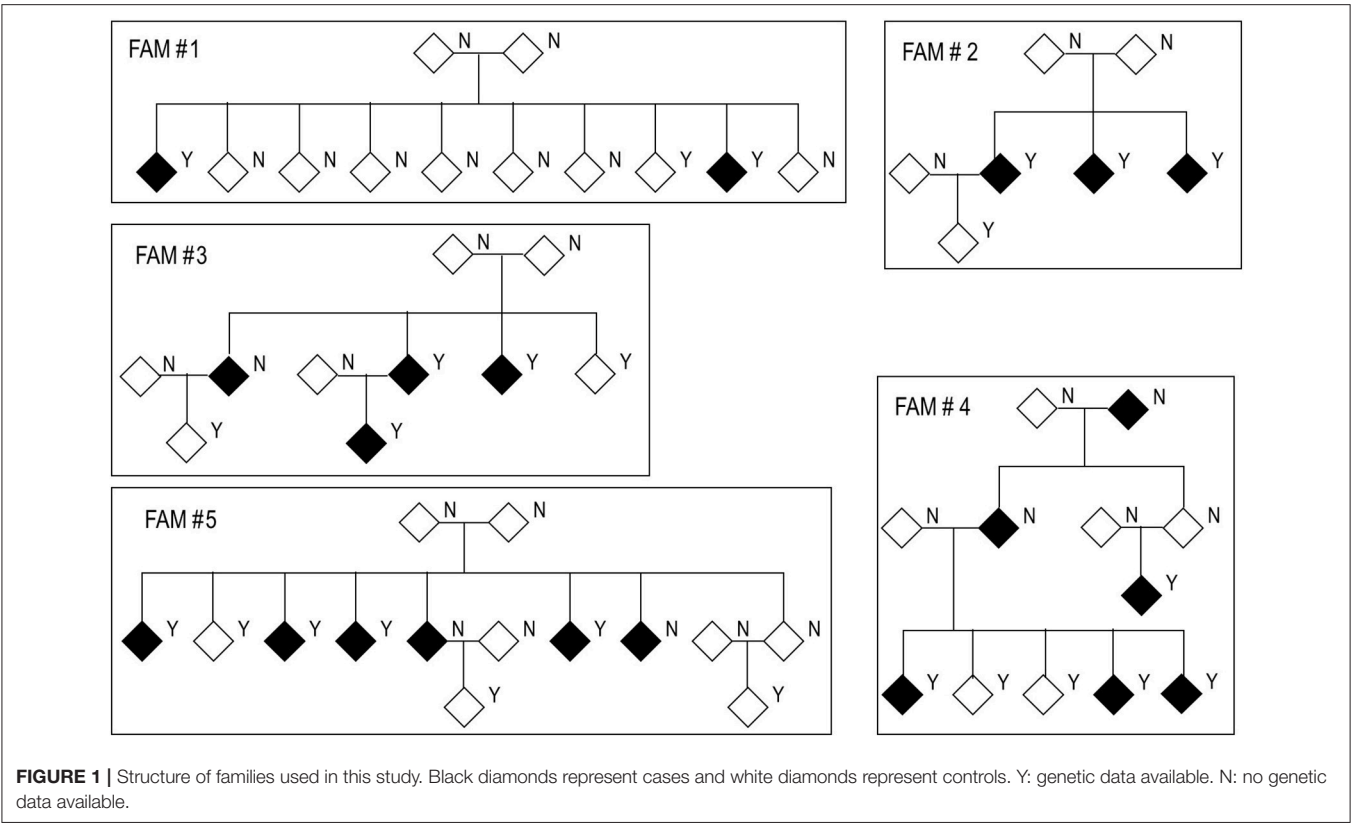 FAM #1
N N
Y N N N N N N Y Y N
FAM # 2
N N
N Y Y Y
Y
FAM #3
N N
N N N Y Y Y
Y Y
FAM # 4
N N
N N N N
Y
Y Y Y Y Y
FAM #5
N N
Y Y Y Y N N Y N N N
Y Y
FIGURE 1 | Structure of families used in this study. Black diamonds represent cases and white diamonds represent controls. Y: genetic data available. N: no genetic
data available.